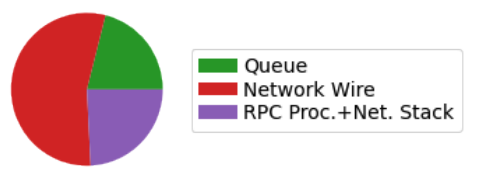 Queue
Network Wire
RPC Proc.+Net. Stack